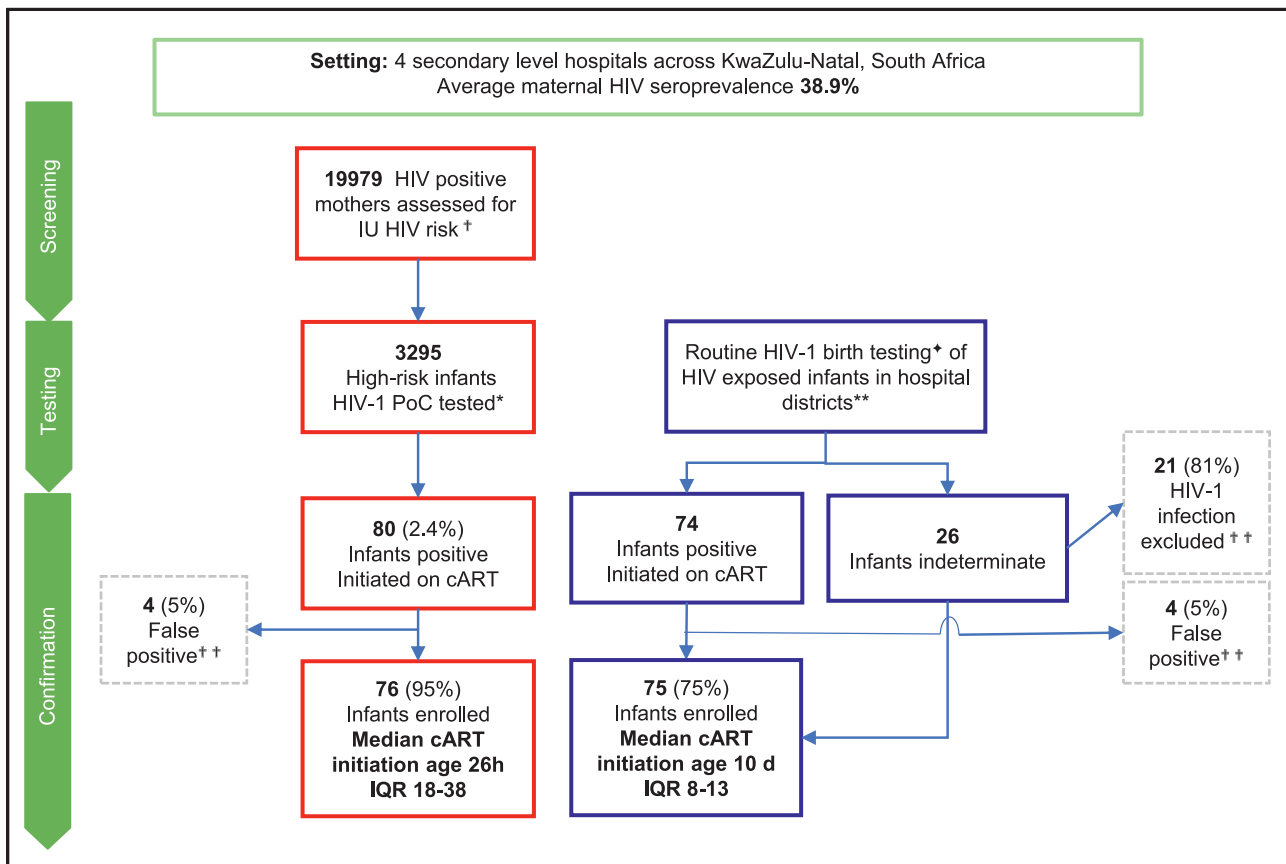 Setting: 4 secondary level hospitals across KwaZulu-Natal, South Africa
Average maternal HIV seroprevalence 38.9%
Screening
19979 HIV positive
mothers assessed for
IU HIV risk †
Testing
3295
High-risk infants
HIV-1 PoC tested*
Routine HIV-1 birth testing✦ of
HIV exposed infants in hospital
districts**
Confirmation
80 (2.4%)
Infants positive
Initiated on cART
74
Infants positive
Initiated on cART
26
Infants indeterminate
21 (81%)
HIV-1
infection
excluded † †
4 (5%)
False
positive† †
4 (5%)
False
positive† †
76 (95%)
Infants enrolled
Median cART
initiation age 26h
IQR 18-38
75 (75%)
Infants enrolled
Median cART
initiation age 10 d
IQR 8-13